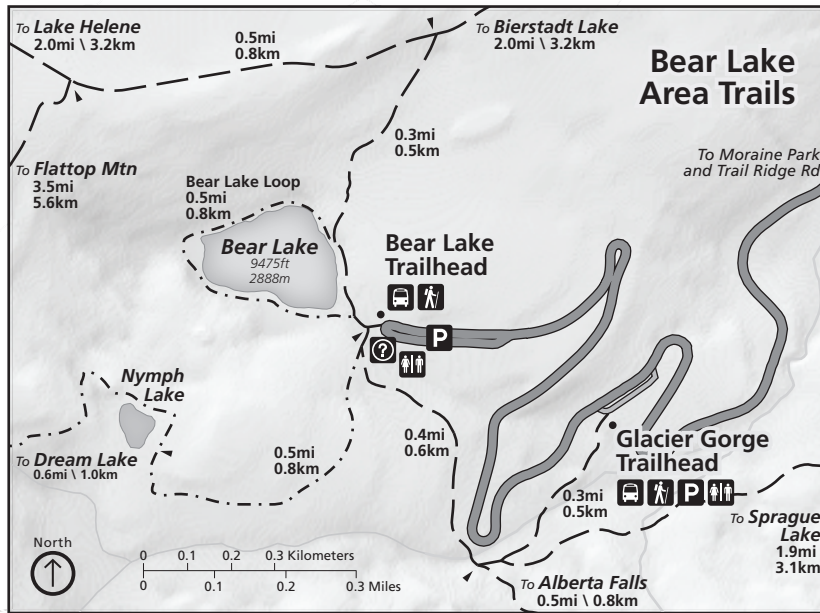 To Lake Helene
2.0mi \ 3.2km
0.5mi
0.8km
To Bierstadt Lake
2.0mi \ 3.2km
Bear Lake
Area Trails
0.3mi
0.5km
To Moraine Park
and Trail Ridge Rd
To Flattop Mtn
3.5mi
5.6km
Bear Lake Loop
0.5mi
0.8km
Bear Lake
9475ft
2888m
Bear Lake
Trailhead
P
?
Nymph
Lake
To Dream Lake
0.6mi \ 1.0km
0.5mi
0.8km
0.4mi
0.6km
Glacier Gorge
Trailhead
P
0.3mi
0.5km
To Sprague
Lake
1.9mi
3.1km
North
0 0.1 0.2 0.3 Kilometers
0 0.1 0.2 0.3 Miles
To Alberta Falls
0.5mi \ 0.8km